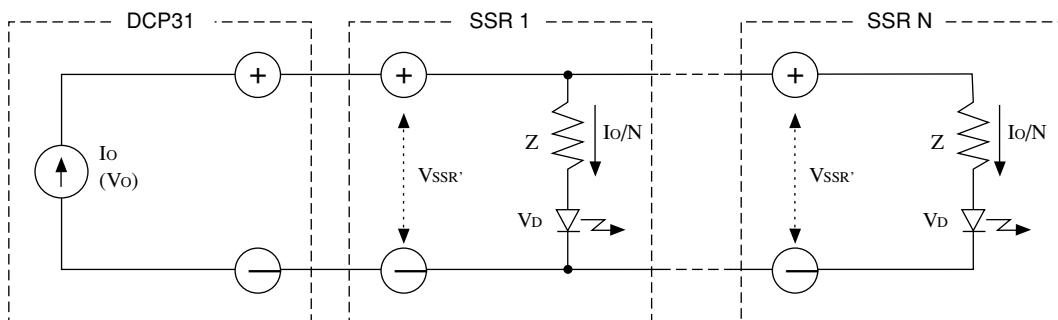 DCP31
SSR 1
SSR N
+
+
+
IO
(VO)
VSSR'
Z
IO/N
VD
VSSR'
Z
IO/N
VD
−
−
−